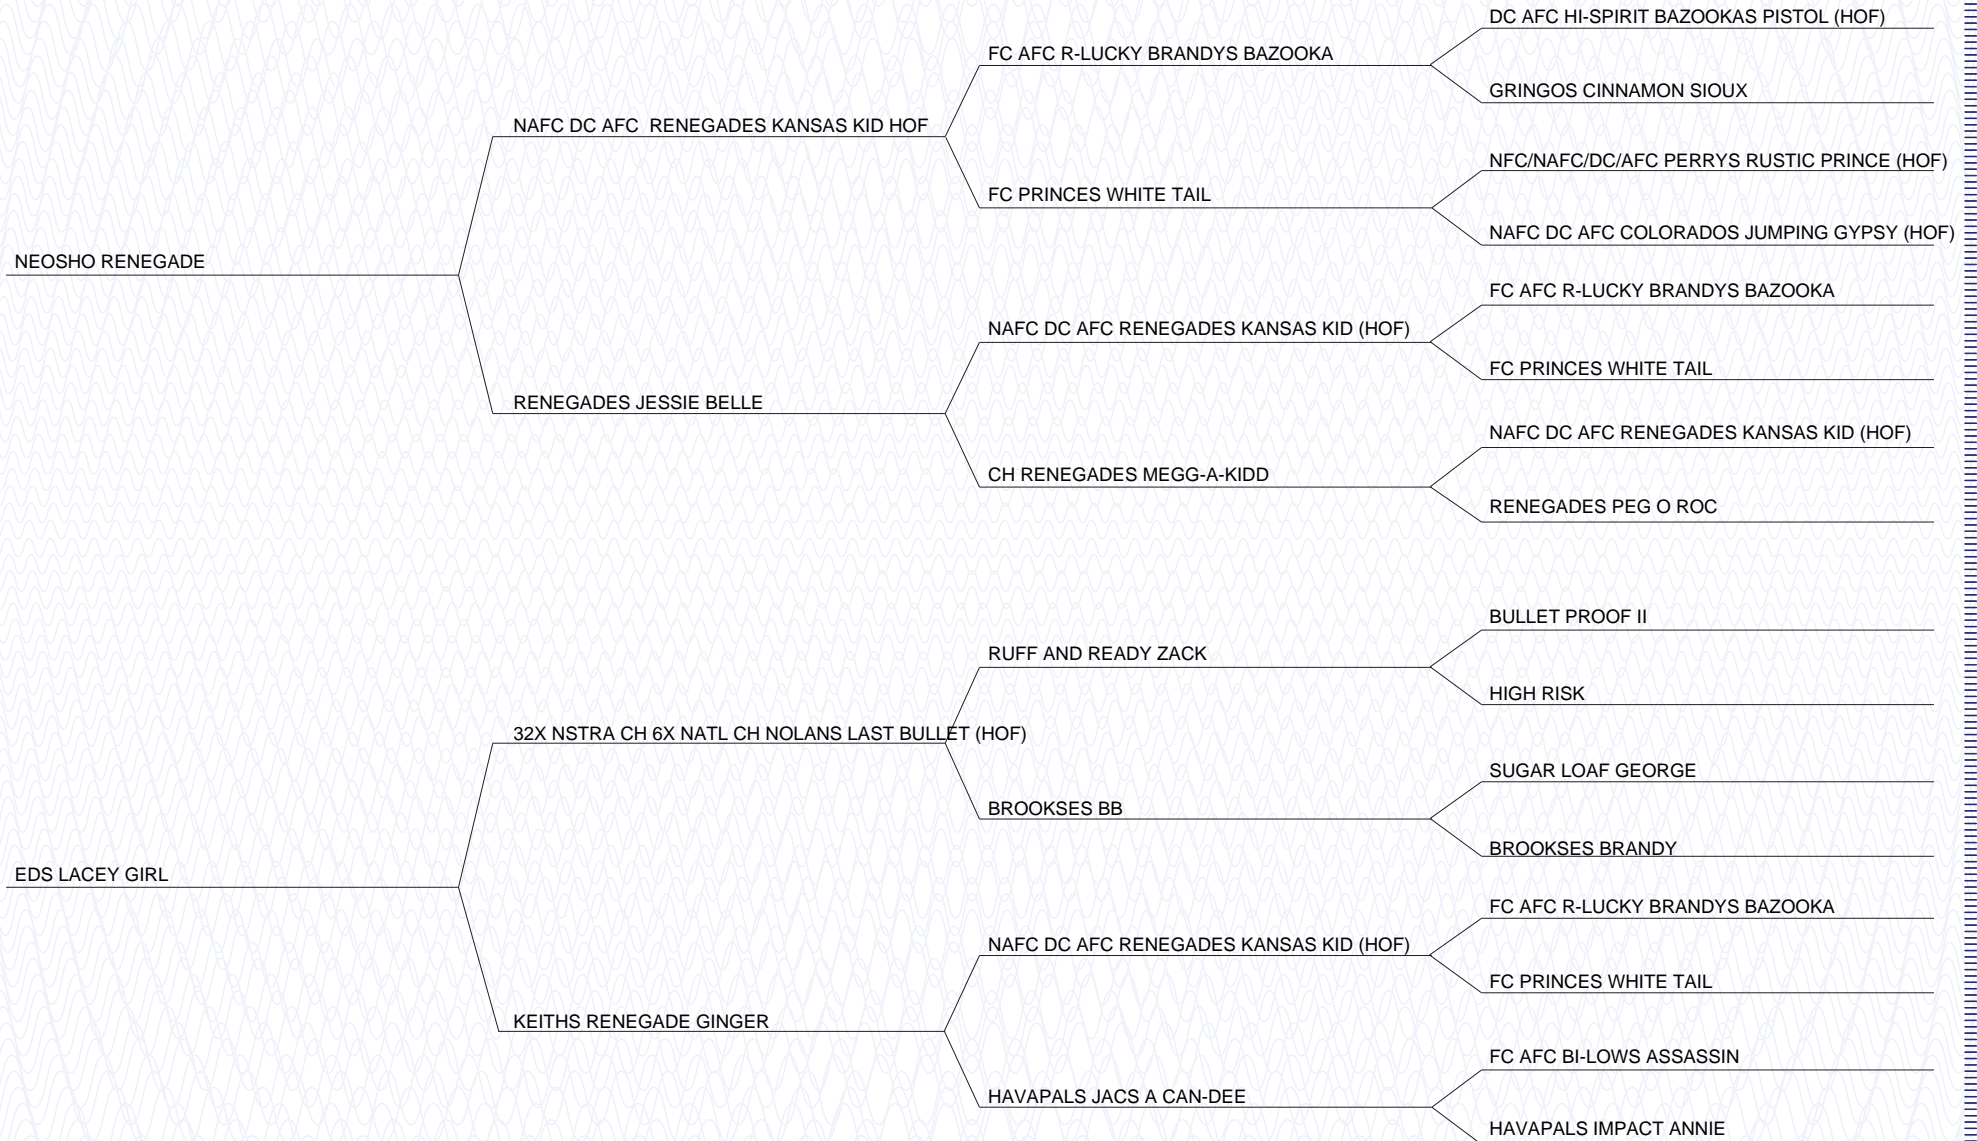 DC AFC HI-SPIRIT BAZOOKAS PISTOL (HOF)
FC AFC R-LUCKY BRANDYS BAZOOKA
GRINGOS CINNAMON SIOUX
NAFC DC AFC  RENEGADES KANSAS KID HOF
NFC/NAFC/DC/AFC PERRYS RUSTIC PRINCE (HOF)
FC PRINCES WHITE TAIL
NAFC DC AFC COLORADOS JUMPING GYPSY (HOF)
NEOSHO RENEGADE
FC AFC R-LUCKY BRANDYS BAZOOKA
NAFC DC AFC RENEGADES KANSAS KID (HOF)
FC PRINCES WHITE TAIL
RENEGADES JESSIE BELLE
NAFC DC AFC RENEGADES KANSAS KID (HOF)
CH RENEGADES MEGG-A-KIDD
RENEGADES PEG O ROC
BULLET PROOF II
RUFF AND READY ZACK
HIGH RISK
32X NSTRA CH 6X NATL CH NOLANS LAST BULLET (HOF)
SUGAR LOAF GEORGE
BROOKSES BB
BROOKSES BRANDY
EDS LACEY GIRL
FC AFC R-LUCKY BRANDYS BAZOOKA
NAFC DC AFC RENEGADES KANSAS KID (HOF)
FC PRINCES WHITE TAIL
KEITHS RENEGADE GINGER
FC AFC BI-LOWS ASSASSIN
HAVAPALS JACS A CAN-DEE
HAVAPALS IMPACT ANNIE